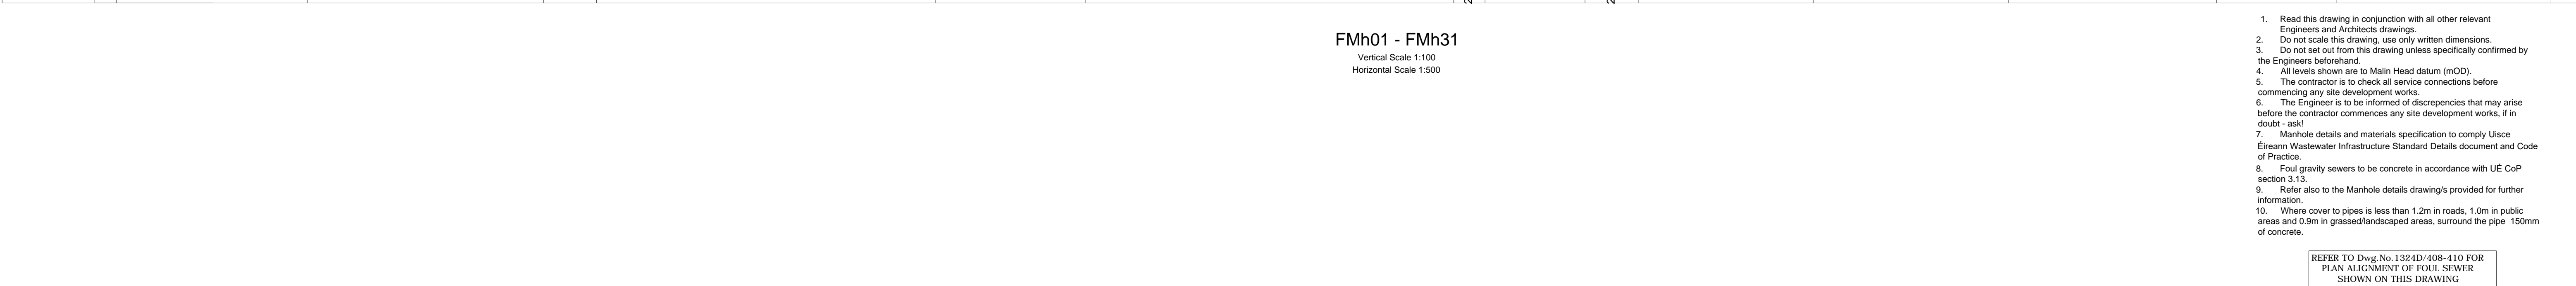 FMh01 - FMh31
Vertical Scale 1:100
Horizontal Scale 1:500
1. Read this drawing in conjunction with all other relevant
Engineers and Architects drawings.
2. Do not scale this drawing, use only written dimensions.
3. Do not set out from this drawing unless specifically confirmed by
the Engineers beforehand.
4. All levels shown are to Malin Head datum (mOD).
5. The contractor is to check all service connections before
commencing any site development works.
6. The Engineer is to be informed of discrepencies that may arise
before the contractor commences any site development works, if in
doubt - ask!
7. Manhole details and materials specification to comply Uisce
Éireann Wastewater Infrastructure Standard Details document and Code
of Practice.
8. Foul gravity sewers to be concrete in accordance with UÉ CoP
section 3.13.
9. Refer also to the Manhole details drawing/s provided for further
information.
10. Where cover to pipes is less than 1.2m in roads, 1.0m in public
areas and 0.9m in grassed/landscaped areas, surround the pipe 150mm
of concrete.
REFER TO Dwg.No.1324D/408-410 FOR
PLAN ALIGNMENT OF FOUL SEWER
SHOWN ON THIS DRAWING